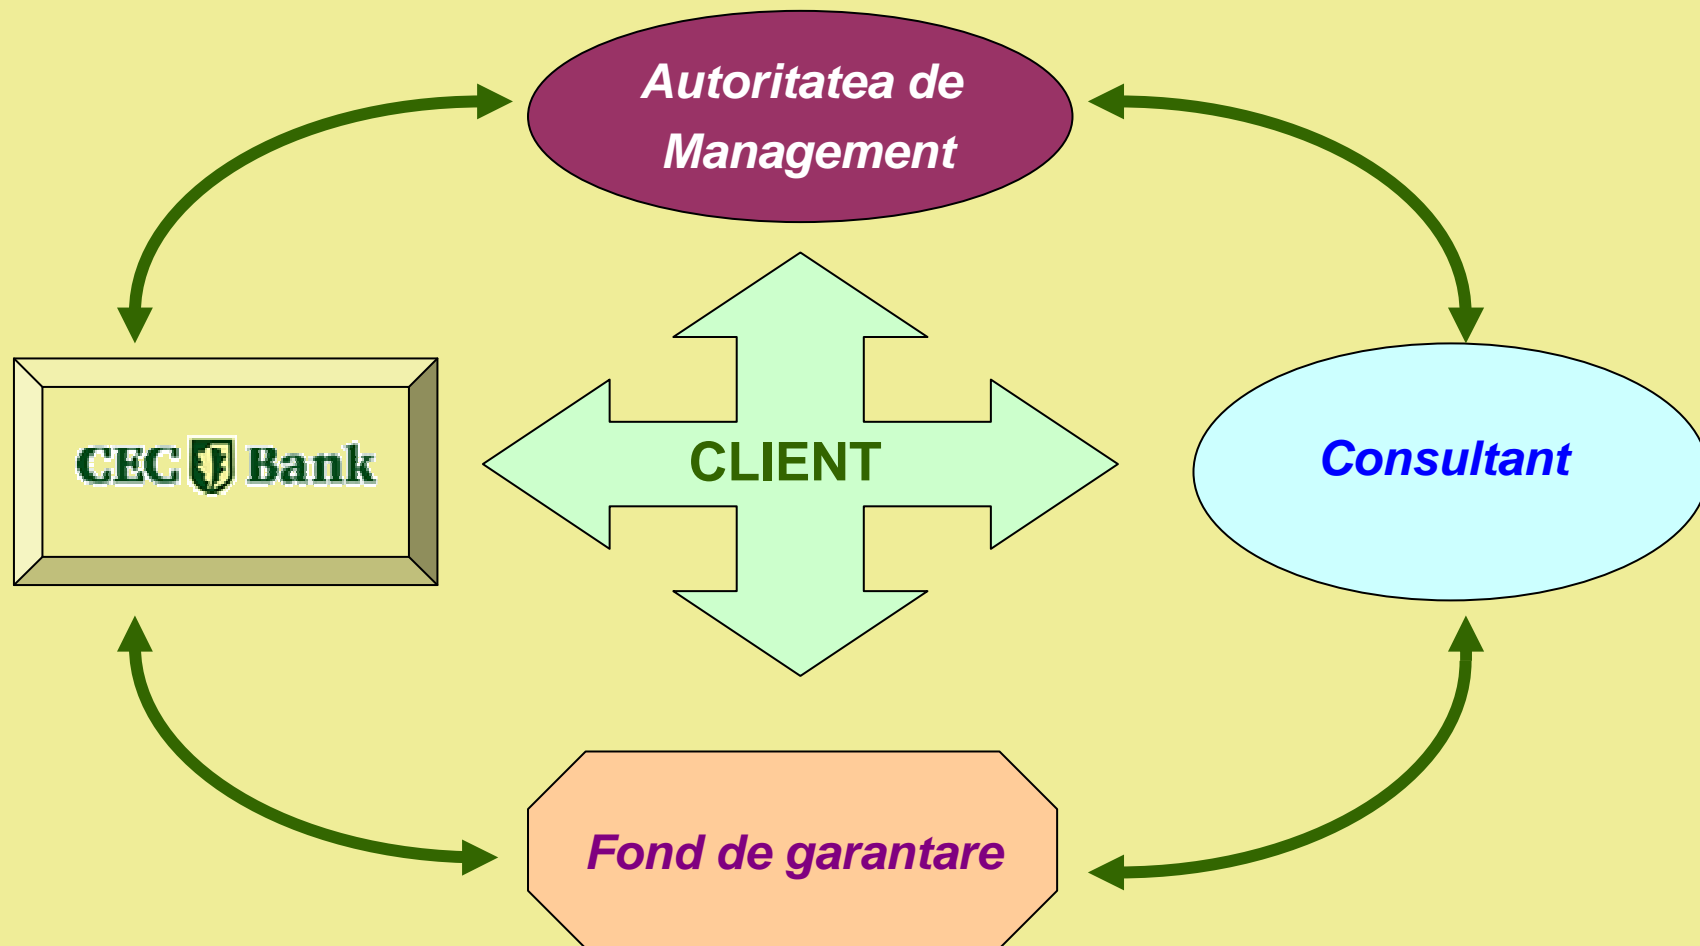 Autoritatea de
Management
CEC Bank
CLIENT
Consultant
Fond de garantare